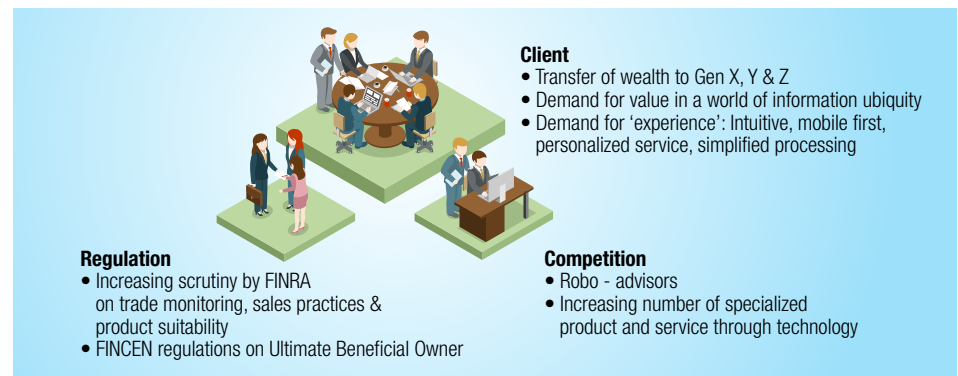 Client
• Transfer of wealth to Gen X, Y & Z
• Demand for value in a world of information ubiquity
• Demand for ‘experience’: Intuitive, mobile first,
personalized service, simplified processing
Regulation
• Increasing scrutiny by FINRA
on trade monitoring, sales practices &
product suitability
• FINCEN regulations on Ultimate Beneficial Owner
Competition
• Robo - advisors
• Increasing number of specialized
product and service through technology